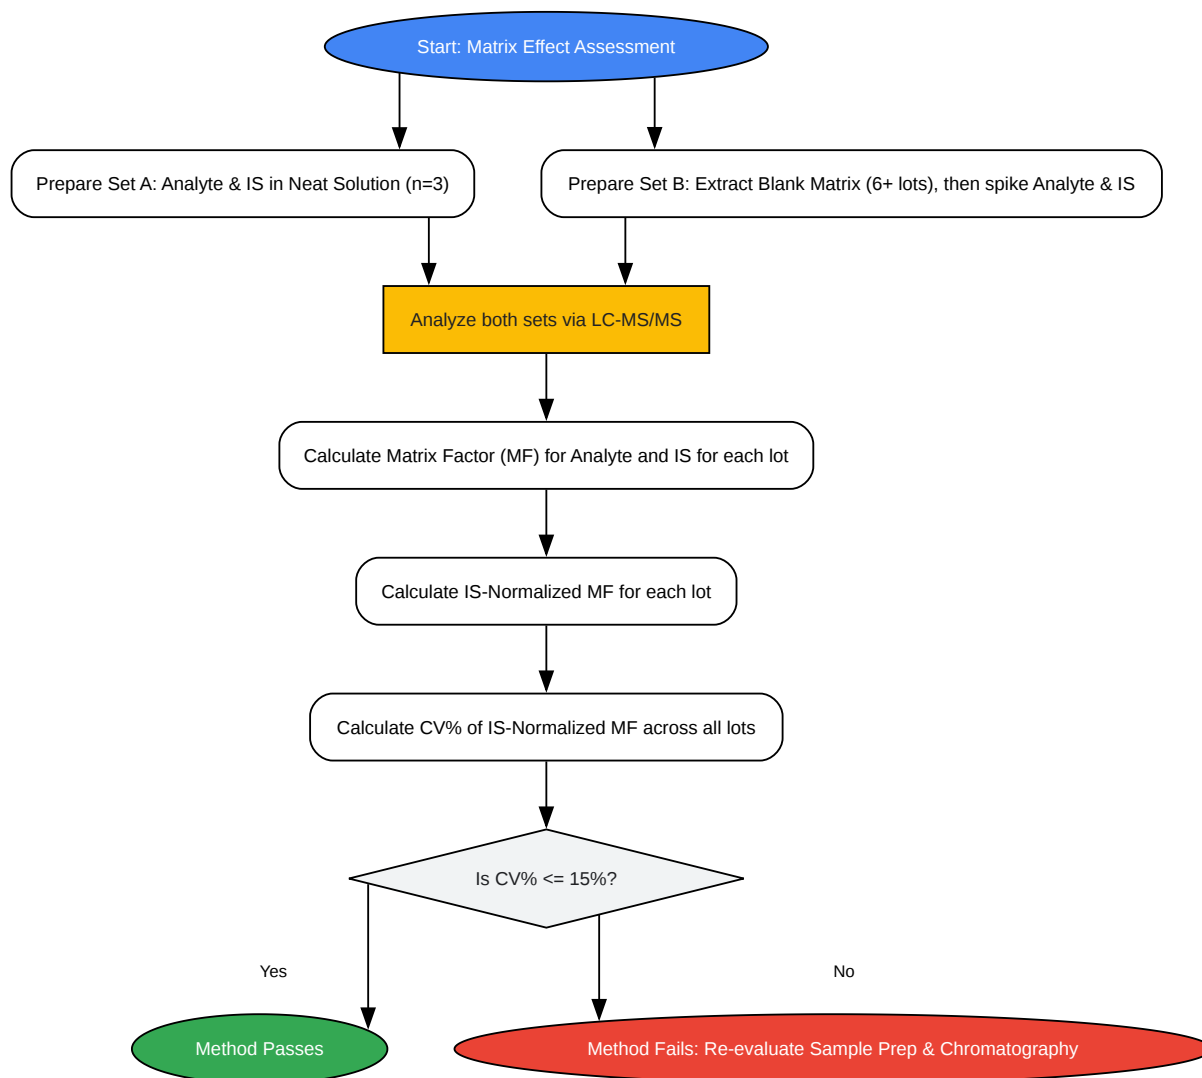 Start: Matrix Effect Assessment
Prepare Set A: Analyte & IS in Neat Solution (n=3)
Prepare Set B: Extract Blank Matrix (6+ lots), then spike Analyte & IS
Analyze both sets via LC-MS/MS
Calculate Matrix Factor (MF) for Analyte and IS for each lot
Calculate IS-Normalized MF for each lot
Calculate CV% of IS-Normalized MF across all lots
Is CV% <= 15%?
Yes
No
Method Passes
Method Fails: Re-evaluate Sample Prep & Chromatography